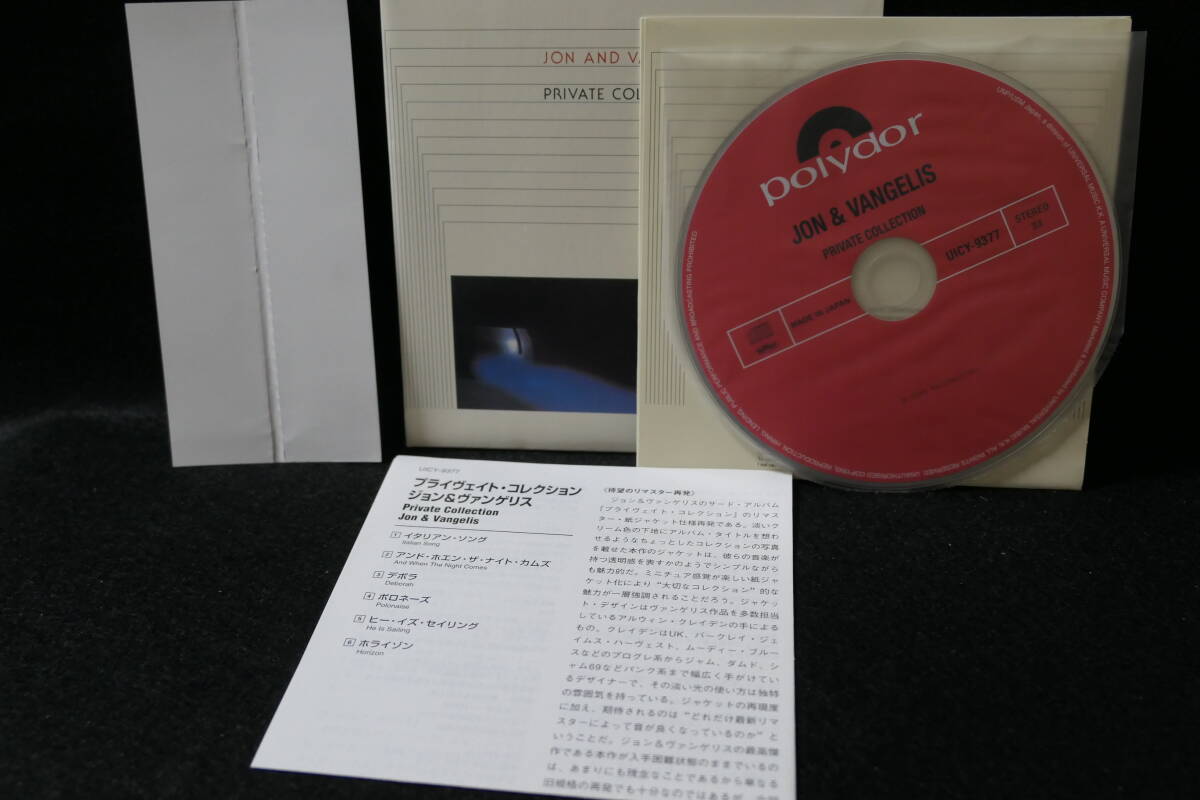 JON AND VA
PRIVATE COL
polydor
JON & VANGELIS
PRIVATE COLLECTION
UICY-9377
STEREO
MADE IN JAPAN
UICY-9377
プライヴェイト・コレクション
ジョン&ヴァンゲリス
Private Collection
Jon & Vangelis
1 イタリアン・ソング
Italian Song
2 アンド・ホエン・ザ・ナイト・カムズ
And When The Night Comes
3 デボラ
Deborah
4 ポロネーズ
Polonaise
5 ヒー・イズ・セイリング
He Is Sailing
6 ホライゾン
Horizon
〈待望のリマスター再発〉
ジョン&ヴァンゲリスのサード・アルバム
『プライヴェイト・コレクション』のリマス
ター・紙ジャケット仕様再発である。淡いク
リーム色の下地にアルバム・タイトルを想わ
せるようなちょっとしたコレクションの写真
を載せた本作のジャケットは、彼らの音楽が
持つ透明感を表すかのようでシンプルながら
も魅力的だ。ミニチュア感覚が楽しい紙ジャ
ケット化により“大切なコレクション”的な
魅力が一層強調されることだろう。ジャケッ
ト・デザインはヴァンゲリス作品を多数担当
しているアルウィン・クレイデンの手による
もの。クレイデンはUK、バークレイ・ジェ
イムス・ハーヴェスト、ムーディー・ブルー
スなどのプログレ系からジャム、ダムド、シ
ャム69などパンク系まで幅広く手がけてい
るデザイナーで、その淡い光の使い方は独特
の雰囲気を持っている。ジャケットの再現度
に加え、期待されるのは“どれだけ最新リマ
スターによって音が良くなっているのか”と
いうことだ。ジョン&ヴァンゲリスの最高傑
作である本作が入手困難状態のままでいるの
は、あまりにも残念なことであるから単なる
旧規格の再発でも十分なのではあるが、